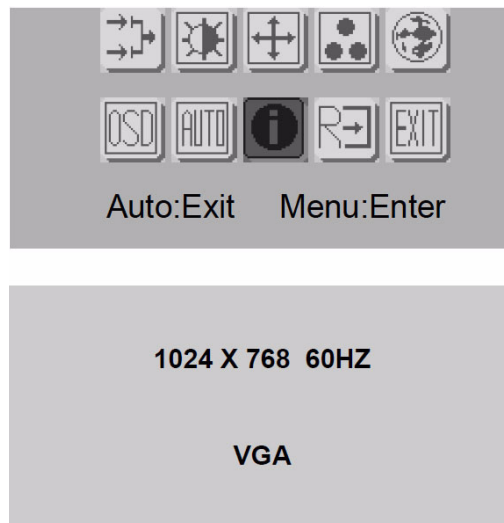 OSD AUTO i R EXIT
Auto:Exit Menu:Enter
1024 X 768 60HZ
VGA